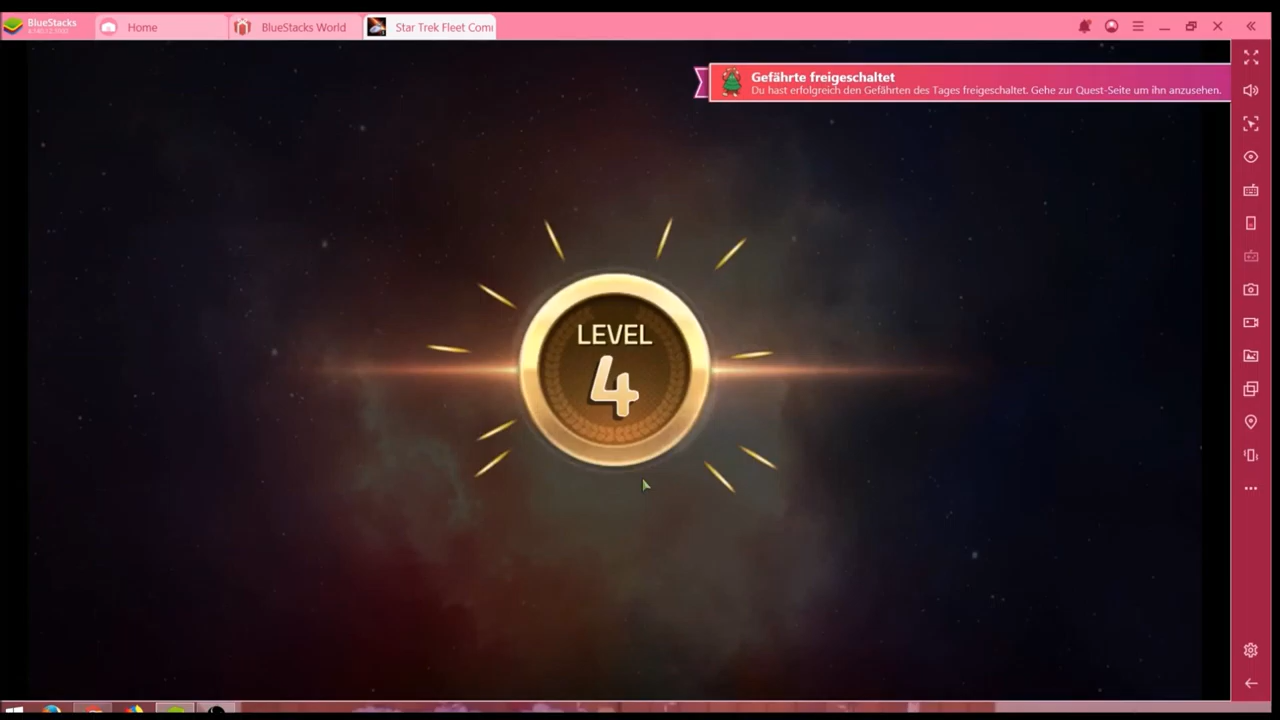 BlueStacks
Home
BlueStacks World
Star Trek Fleet Comi
Gefährte freigeschaltet
Du hast erfolgreich den Gefährten des Tages freigeschaltet. Gehe zur Quest-Seite um ihn anzusehen.
LEVEL
4